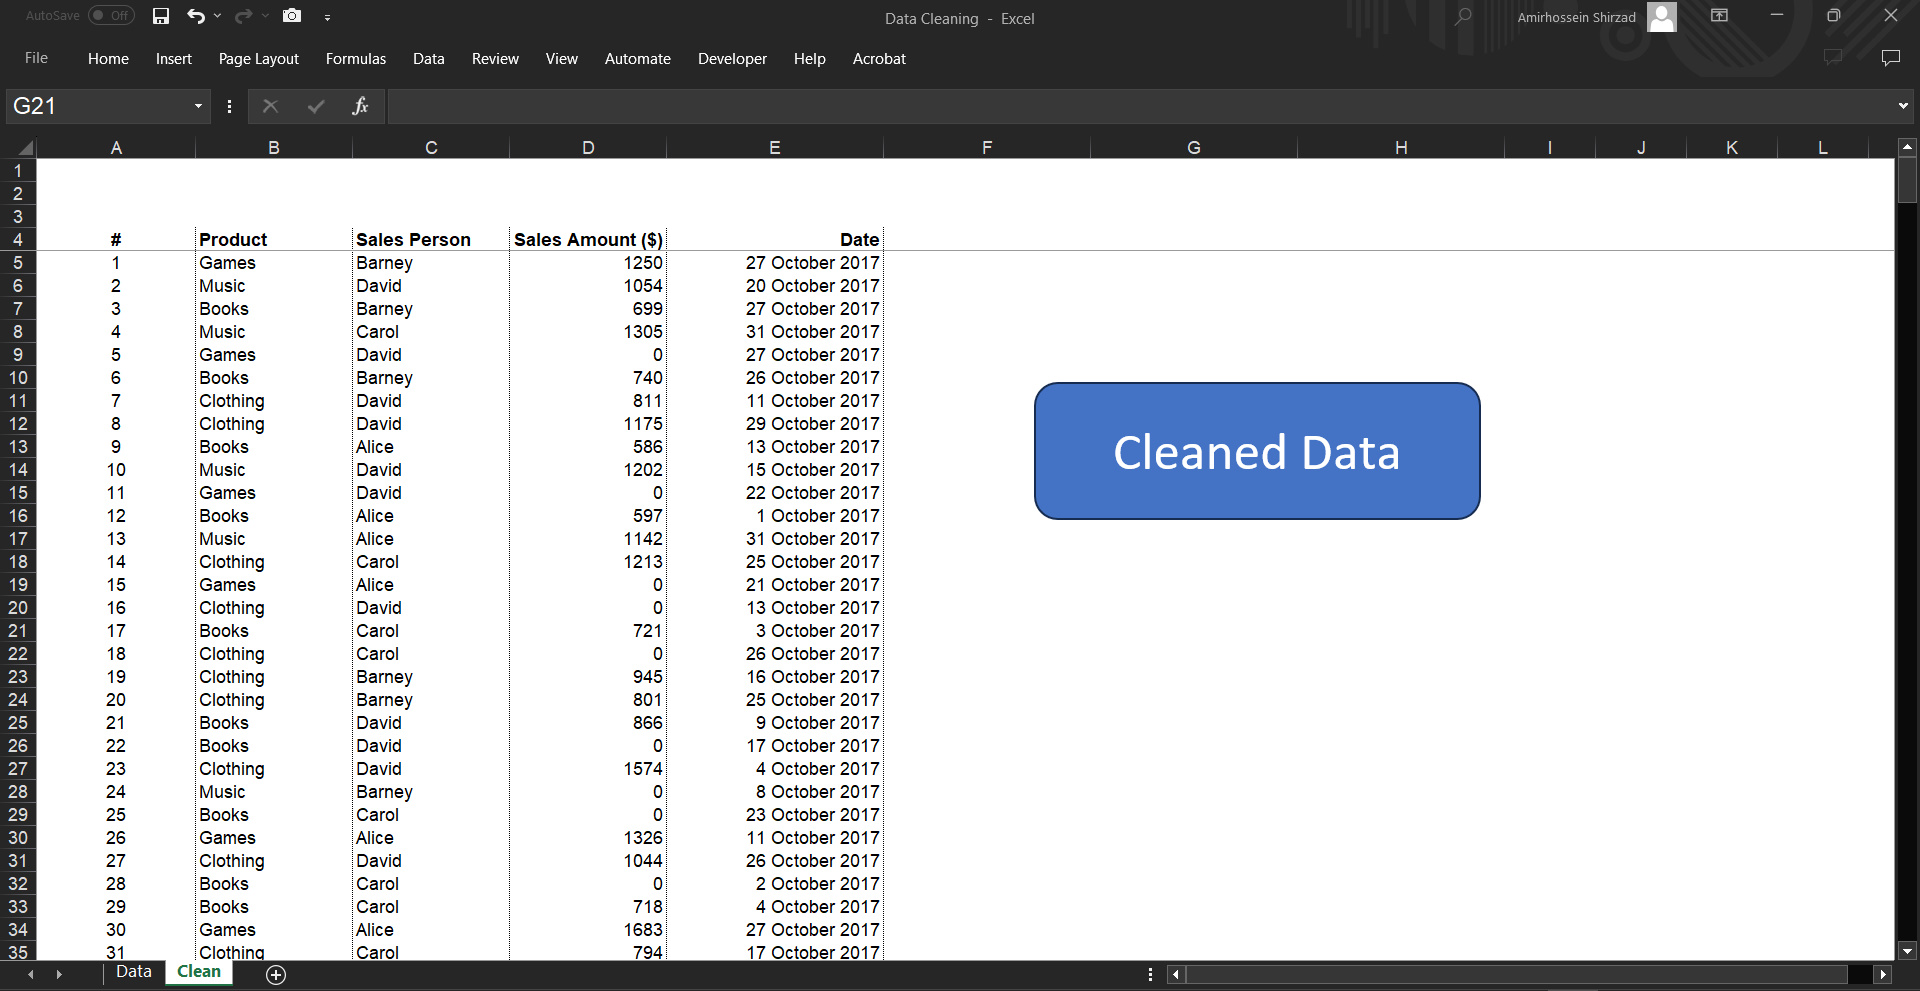 AutoSave Off Data Cleaning - Excel Amirhossein Shirzad
File Home Insert Page Layout Formulas Data Review View Automate Developer Help Acrobat
G21 fx
A B C D E F G H I J K L
1
2
3
4 # Product Sales Person Sales Amount ($) Date
5 1 Games Barney 1250 27 October 2017
6 2 Music David 1054 20 October 2017
7 3 Books Barney 699 27 October 2017
8 4 Music Carol 1305 31 October 2017
9 5 Games David 0 27 October 2017
10 6 Books Barney 740 26 October 2017
11 7 Clothing David 811 11 October 2017
12 8 Clothing David 1175 29 October 2017
13 9 Books Alice 586 13 October 2017
Cleaned Data
14 10 Music David 1202 15 October 2017
15 11 Games David 0 22 October 2017
16 12 Books Alice 597 1 October 2017
17 13 Music Alice 1142 31 October 2017
18 14 Clothing Carol 1213 25 October 2017
19 15 Games Alice 0 21 October 2017
20 16 Clothing David 0 13 October 2017
21 17 Books Carol 721 3 October 2017
22 18 Clothing Carol 0 26 October 2017
23 19 Clothing Barney 945 16 October 2017
24 20 Clothing Barney 801 25 October 2017
25 21 Books David 866 9 October 2017
26 22 Books David 0 17 October 2017
27 23 Clothing David 1574 4 October 2017
28 24 Music Barney 0 8 October 2017
29 25 Books Carol 0 23 October 2017
30 26 Games Alice 1326 11 October 2017
31 27 Clothing David 1044 26 October 2017
32 28 Books Carol 0 2 October 2017
33 29 Books Carol 718 4 October 2017
34 30 Games Alice 1683 27 October 2017
35 31 Clothing Carol 794 17 October 2017
Data Clean